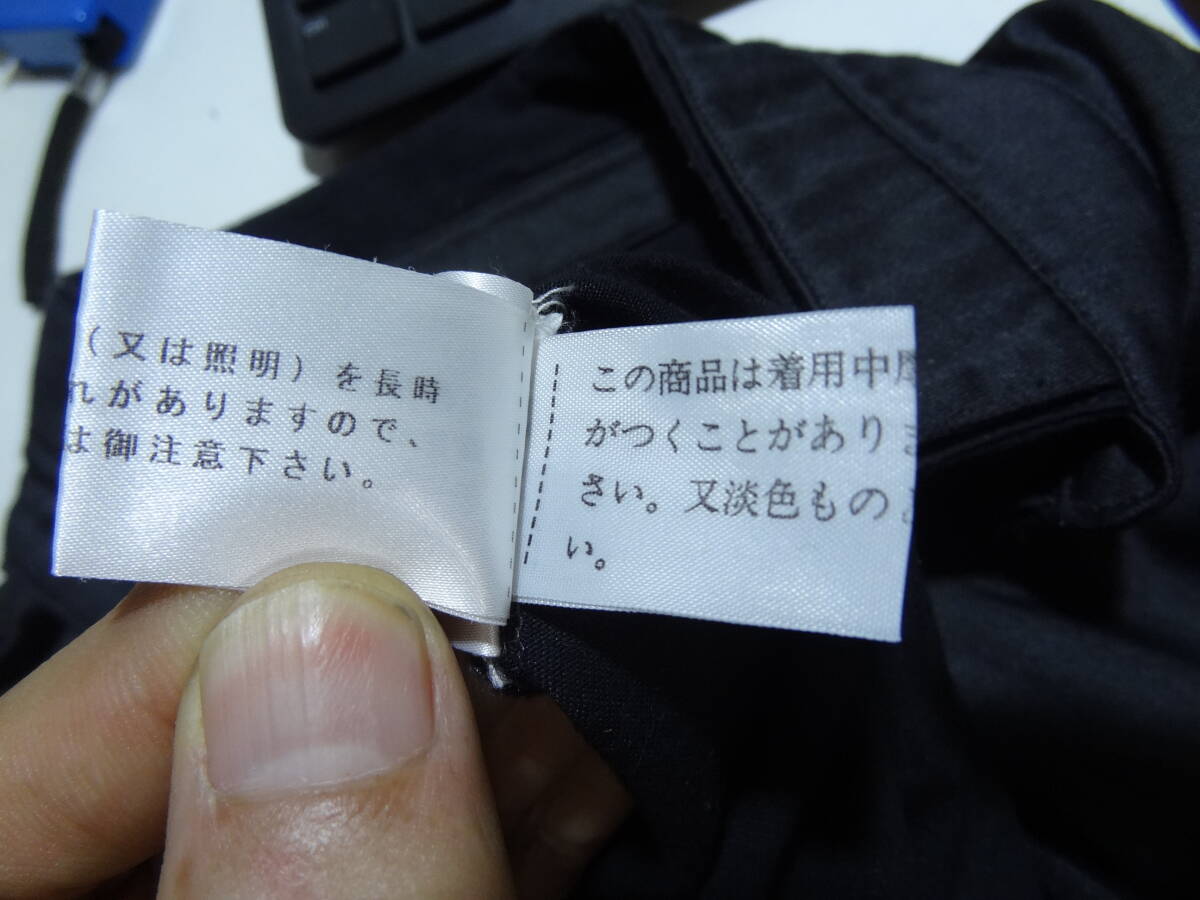 （又は照明）を長時
れがありますので、
よ御注意下さい。
この商品は着用中
がつくことがあり
さい。又淡色もの
い。